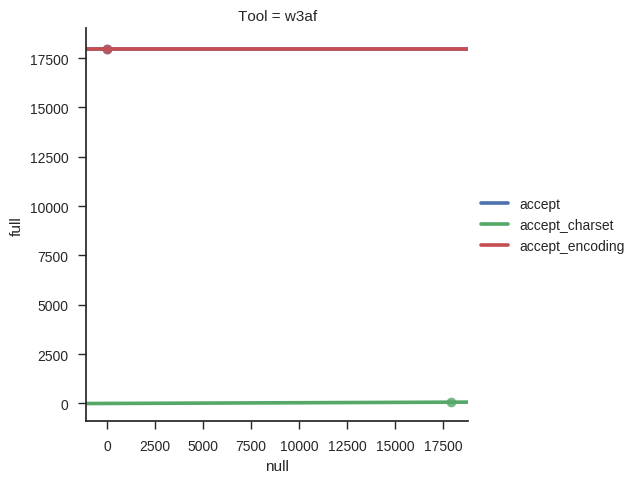 Tool = w3af
full
17500
15000
12500
10000
7500
5000
2500
0
0 2500 5000 7500 10000 12500 15000 17500
null
accept
accept_charset
accept_encoding